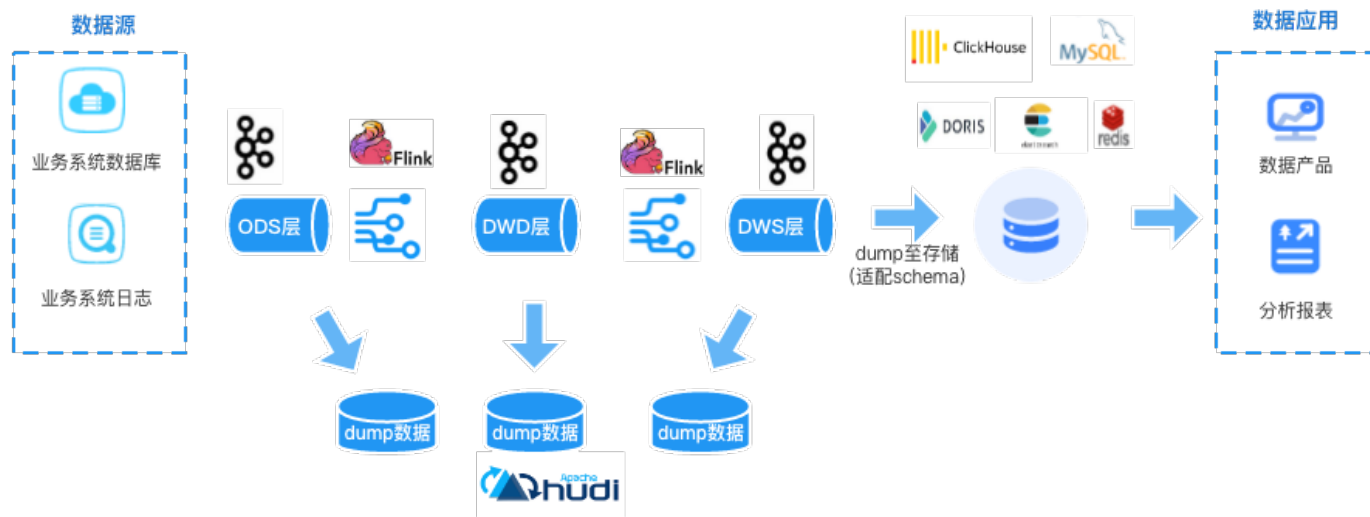 数据源
业务系统数据库
业务系统日志
ODS层
Flink
DWD层
Flink
DWS层
dump至存储
(适配schema)
ClickHouse
MySQL
DORIS
elasticsearch
redis
数据应用
数据产品
分析报表
dump数据
dump数据
dump数据
Apache
hudi